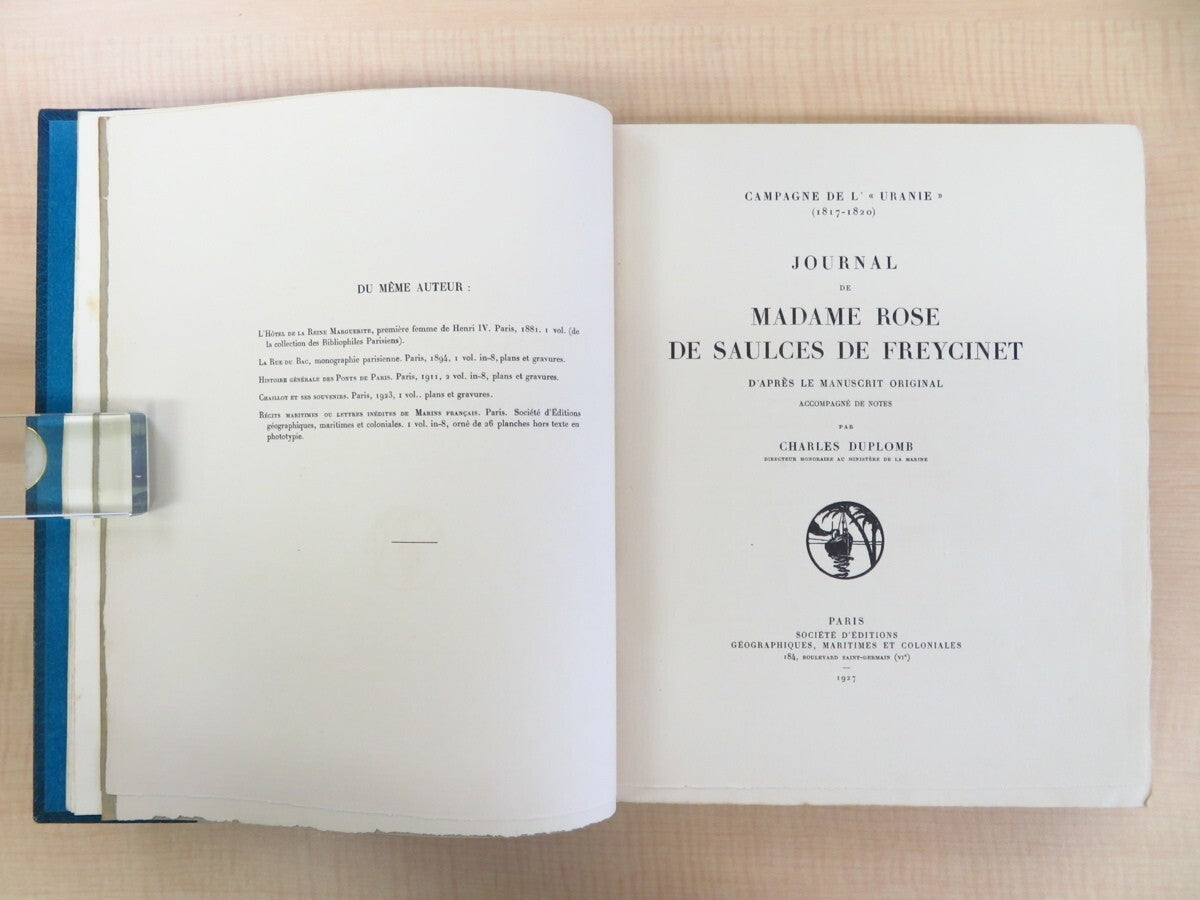 DU MÊME AUTEUR :
L'HÔTEL DE LA REINE MARGUERITE, première femme de Henri IV. Paris, 1881. 1 vol. (de
la collection des Bibliophiles Parisiens).
LA RUE DU BAC, monographie parisienne. Paris, 1894, 1 vol. in-8, plans et gravures.
HISTOIRE GÉNÉRALE DES PONTS DE PARIS. Paris, 1911, 2 vol. in-8, plans et gravures.
CHAILLOT ET SES SOUVENIRS. Paris, 1923, 1 vol.. plans et gravures.
RÉCITS MARITIMES OU LETTRES INÉDITES DE MARINS FRANÇAIS. Paris. Société d'Éditions
géographiques, maritimes et coloniales. 1 vol. in-8, orné de 26 planches hors texte en
phototypie.
CAMPAGNE DE L' « URANIE »
(1817-1820)
JOURNAL
DE
MADAME ROSE
DE SAULCES DE FREYCINET
D'APRÈS LE MANUSCRIT ORIGINAL
ACCOMPAGNÉ DE NOTES
PAR
CHARLES DUPLOMB
DIRECTEUR HONORAIRE AU MINISTÈRE DE LA MARINE
PARIS
SOCIÉTÉ D'ÉDITIONS
GÉOGRAPHIQUES, MARITIMES ET COLONIALES
184, BOULEVARD SAINT-GERMAIN (VIe)
1927